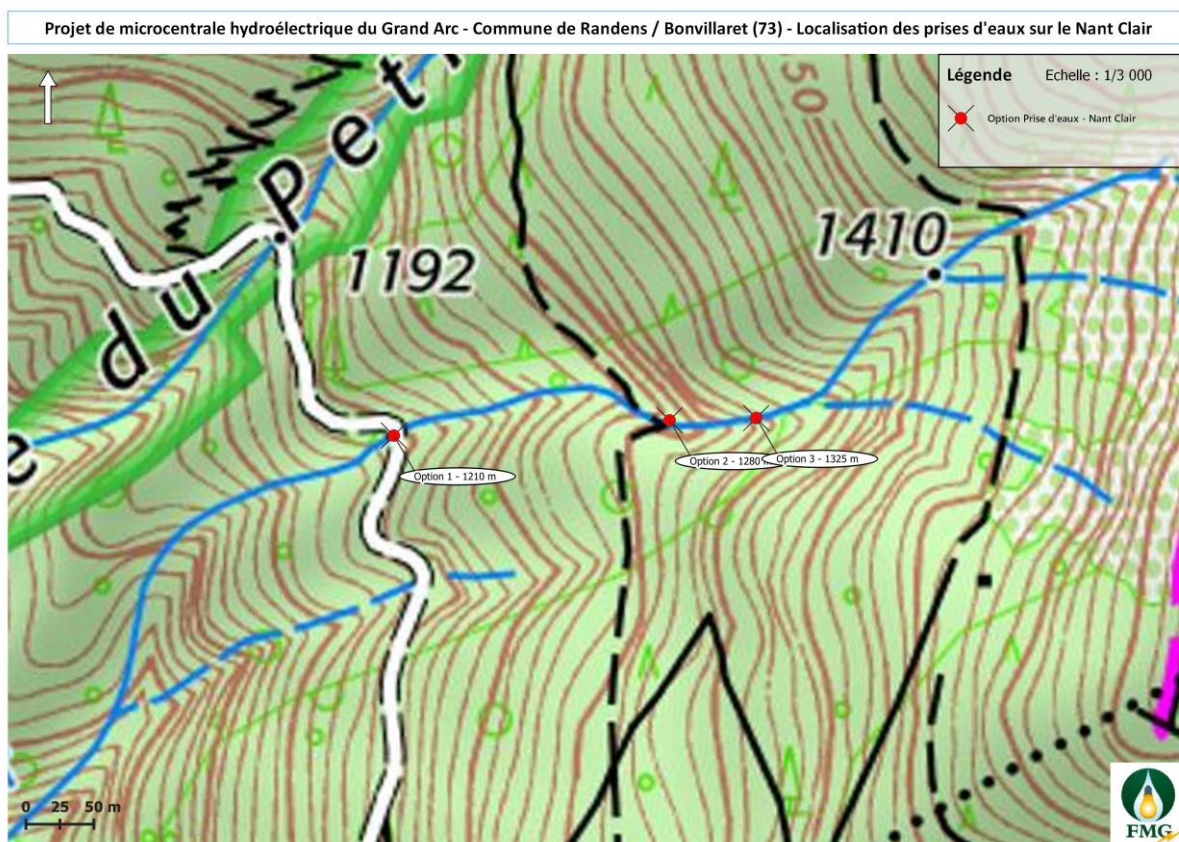 Projet de microcentrale hydroélectrique du Grand Arc - Commune de Randens / Bonvillaret (73) - Localisation des prises d'eaux sur le Nant Clair
Légende Echelle : 1/3 000
Option Prise d'eaux - Nant Clair
50
du Pet
1410
1192
e
Option 2 - 1280 m
Option 3 - 1325 m
Option 1 - 1210 m
0 25 50 m
FMG